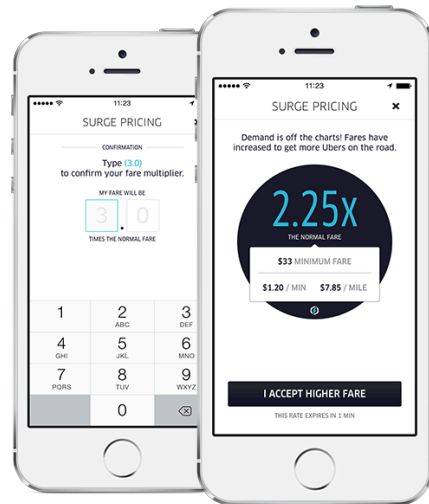 11:23
SURGE PRICING
CONFIRMATION
Type (3.0)
to confirm your fare multiplier.
MY FARE WILL BE
3.0
TIMES THE NORMAL FARE
1
2
3
ABC
DEF
4
5
6
GHI
JKL
MNO
7
8
9
PQRS
TUV
WXYZ
0
11:23
SURGE PRICING
Demand is off the charts! Fares have
increased to get more Ubers on the road.
2.25x
THE NORMAL FARE
$33 MINIMUM FARE
$1.20 / MIN
$7.85 / MILE
I ACCEPT HIGHER FARE
THIS RATE EXPIRES IN 1 MIN